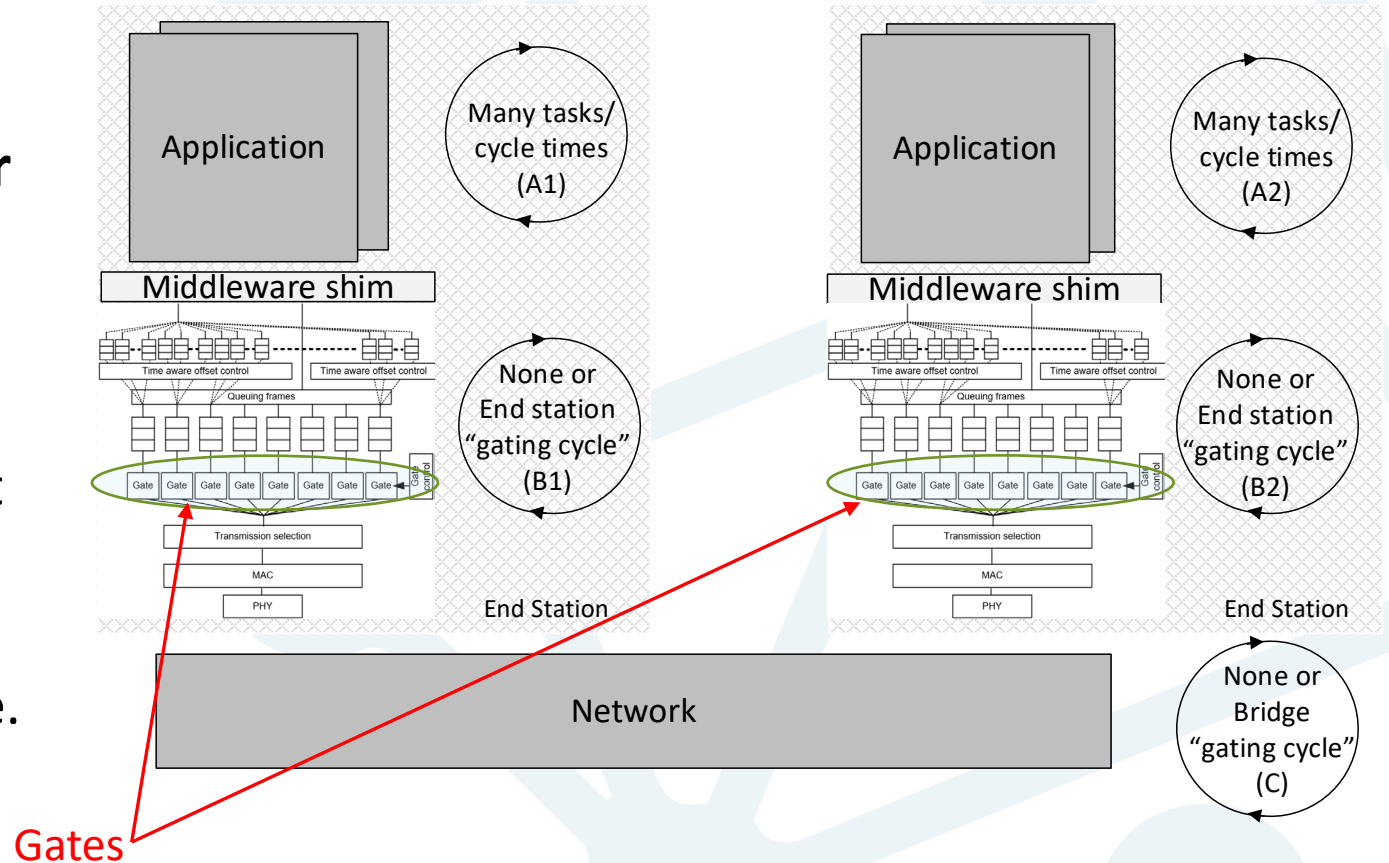 r
t
e.
Application
Many tasks/
cycle times
(A1)
Middleware shim
Time aware offset control
Time aware offset control
Queuing frames
None or
End station
“gating cycle”
(B1)
Gate Gate Gate Gate Gate Gate Gate Gate
Gate
control
Transmission selection
MAC
PHY
End Station
Application
Many tasks/
cycle times
(A2)
Middleware shim
Time aware offset control
Time aware offset control
Queuing frames
None or
End station
“gating cycle”
(B2)
Gate Gate Gate Gate Gate Gate Gate Gate
Gate
control
Transmission selection
MAC
PHY
End Station
Network
None or
Bridge
“gating cycle”
(C)
Gates